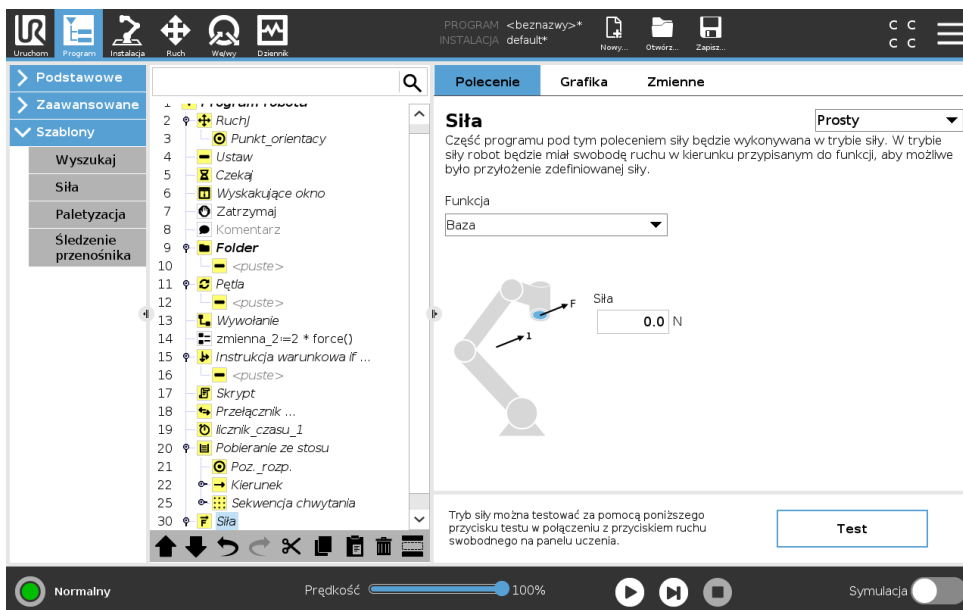 PROGRAM <beznazwy>*
INSTALACJA default*
C C
C C
Uruchom
Program
Instalacja
Ruch
We/wy
Dziennik
Nowy...
Otwórz...
Zapisz...
Podstawowe
Zaawansowane
Szablony
Wyszukaj
Siła
Paletyzacja
Śledzenie
przenośnika
1 Program robota
2 RuchJ
3 Punkt_orientacy
4 Ustaw
5 Czekaj
6 Wyskakujące okno
7 Zatrzymaj
8 Komentarz
9 Folder
10 <puste>
11 Pętla
12 <puste>
13 Wywołanie
14 zmienna_2:=2 * force()
15 Instrukcja warunkowa if ...
16 <puste>
17 Skrypt
18 Przełącznik ...
19 licznik_czasu_1
20 Pobieranie ze stosu
21 Poz._rozp.
22 Kierunek
25 Sekwencja chwytania
30 Siła
Polecenie
Grafika
Zmienne
Siła
Prosty
Część programu pod tym poleceniem siły będzie wykonywana w trybie siły. W trybie
siły robot będzie miał swobodę ruchu w kierunku przypisanym do funkcji, aby możliwe
było przyłożenie zdefiniowanej siły.
Funkcja
Baza
F
1
Siła
0.0 N
Tryb siły można testować za pomocą poniższego
przycisku testu w połączeniu z przyciskiem ruchu
swobodnego na panelu uczenia.
Test
Normalny
Prędkość
100%
Symulacja